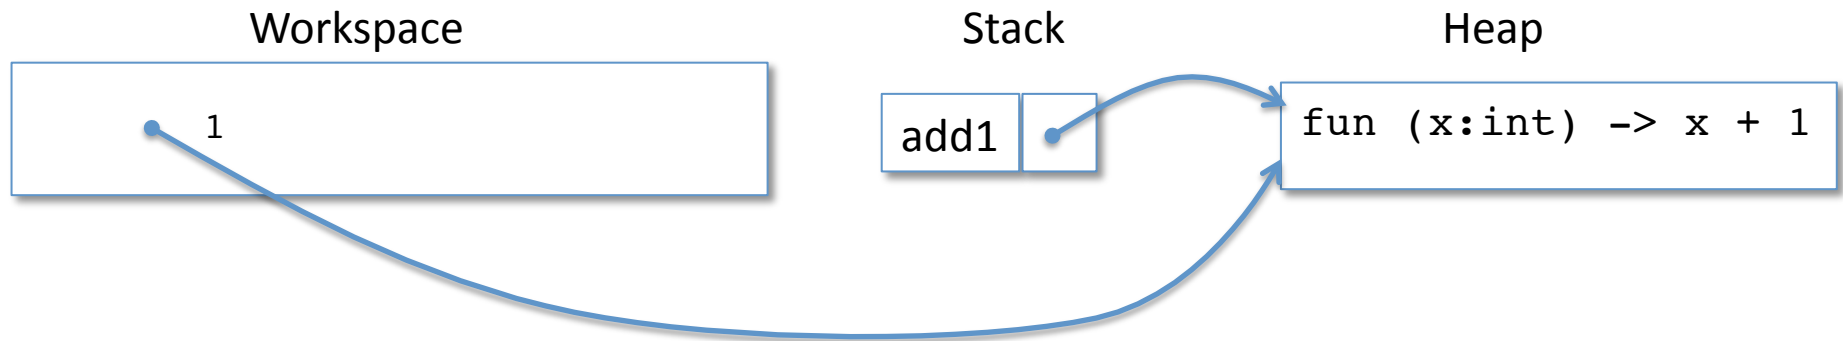 Workspace
Stack
Heap
1
add1
fun (x:int) -> x + 1